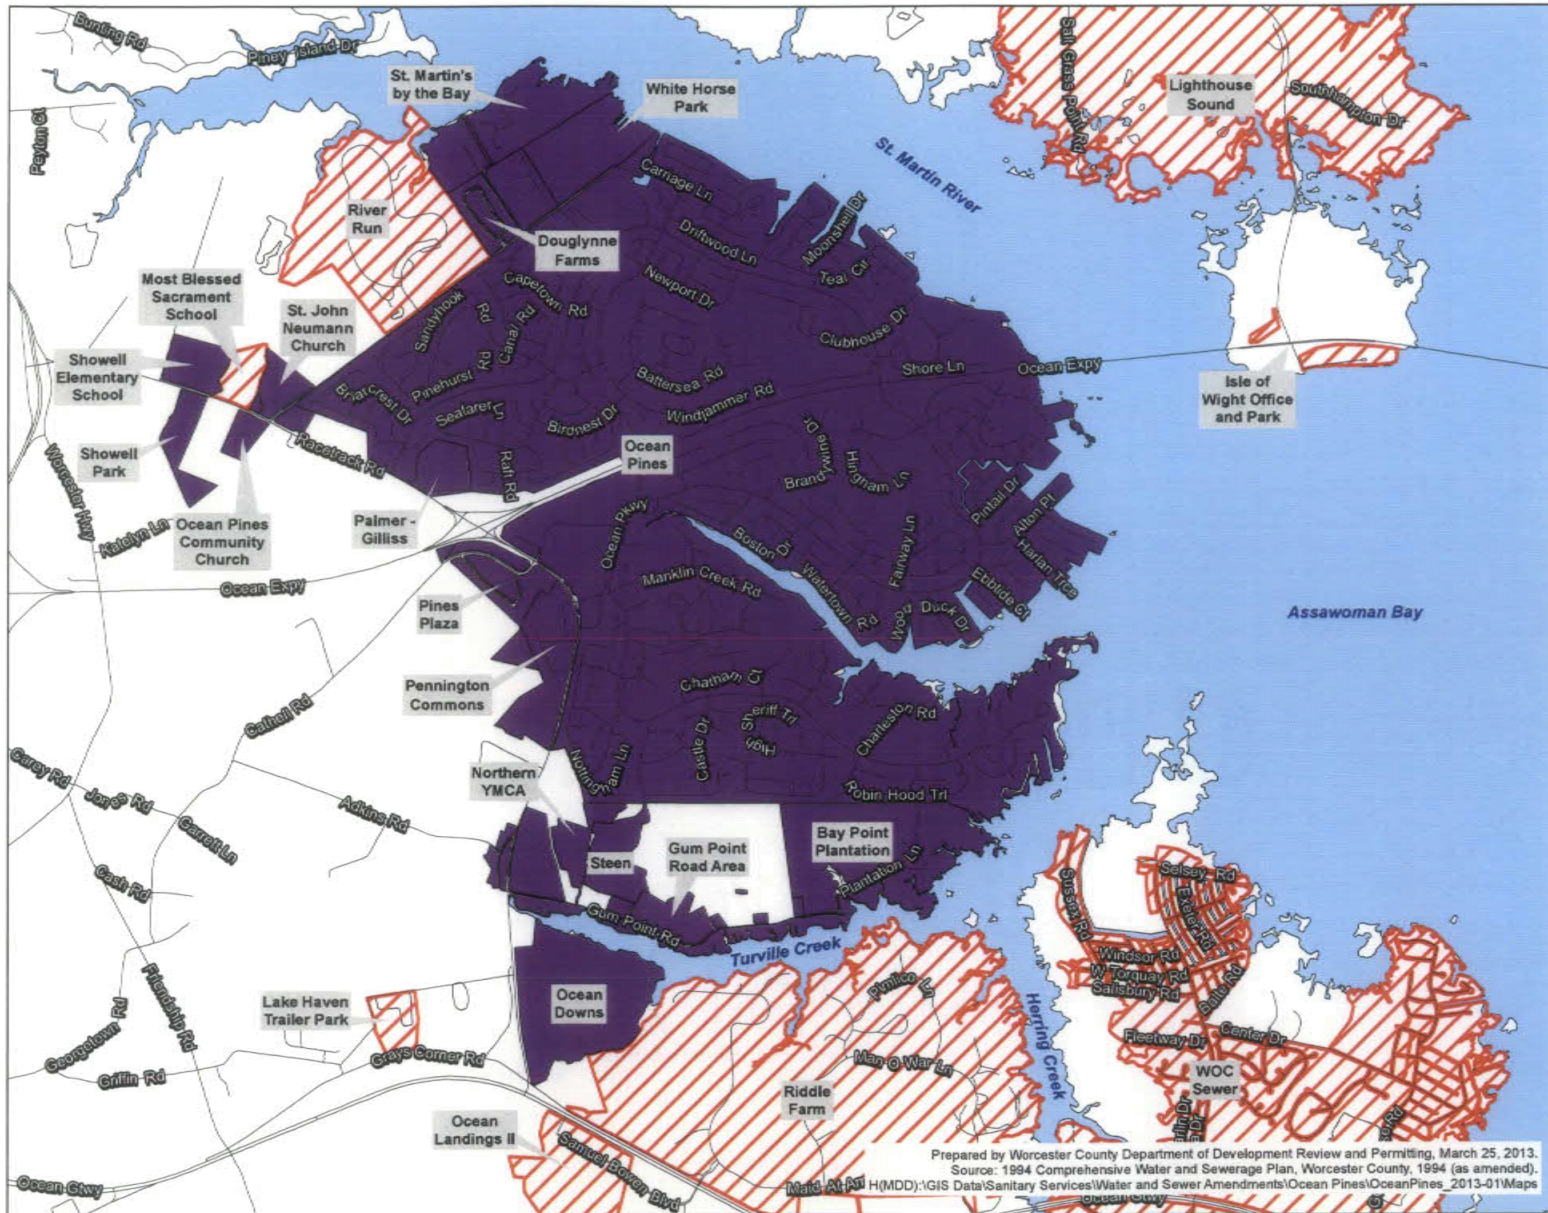 Bunting Rd
Piney Island Dr
Peyton Ct
St. Martin's
by the Bay
White Horse
Park
Salt Grass Point Rd
Lighthouse
Sound
Southhampton Dr
St. Martin River
River
Run
Carriage Ln
Driftwood Ln
Moonshell Dr
Teal Cir
Douglynne
Farms
Newport Dr
Capetown Rd
Sandyhook
Rd
Canal Rd
Clubhouse Dr
Most Blessed
Sacrament
School
St. John
Neumann
Church
Showell
Elementary
School
Briarcrest Dr
Pinehurst Rd
Seafarer Ln
Battersea Rd
Windjammer Rd
Birdnest Dr
Shore Ln
Ocean Expy
Isle of
Wight Office
and Park
Showell
Park
Worcester Hwy
Racetrack Rd
Raft Rd
Ocean
Pines
Brandywine Dr
Hingham Ln
Pintail Dr
Alton Pt
Harlan Trce
Katelyn Ln
Ocean Pines
Community
Church
Palmer -
Gilliss
Ocean Pkwy
Boston Dr
Fairway Ln
Ocean Expy
Manklin Creek Rd
Watertown Rd
Ebbtide Ct
Wood Duck Dr
Pines
Plaza
Assawoman Bay
Pennington
Commons
Chatham Ct
Cathell Rd
Castle Dr
High Sheriff Trl
Charleston Rd
Carey Rd
Jones Rd
Garrett Ln
Adkins Rd
Northern
YMCA
Nottingham Ln
Robin Hood Trl
Cash Rd
Steen
Gum Point
Road Area
Bay Point
Plantation
Plantation Ln
Gum Point Rd
Turville Creek
Sussex Rd
Selsey Rd
Exeter Rd
Windsor Rd
W Torquay Rd
Salisbury Rd
Batts Rd
Friendship Rd
Georgetown Rd
Griffin Rd
Lake Haven
Trailer Park
Grays Corner Rd
Ocean
Downs
Pimlico Ln
Man O War Ln
Herring Creek
Fleetway Dr
Center Dr
WOC
Sewer
Riddle
Farm
Ocean
Landings II
Samuel Bowen Blvd
Ocean Gtwy
Prepared by Worcester County Department of Development Review and Permitting, March 25, 2013.
Source: 1994 Comprehensive Water and Sewerage Plan, Worcester County, 1994 (as amended).
H(MDD):\GIS Data\Sanitary Services\Water and Sewer Amendments\Ocean Pines\OceanPines_2013-01\Maps
Ocean Gtwy